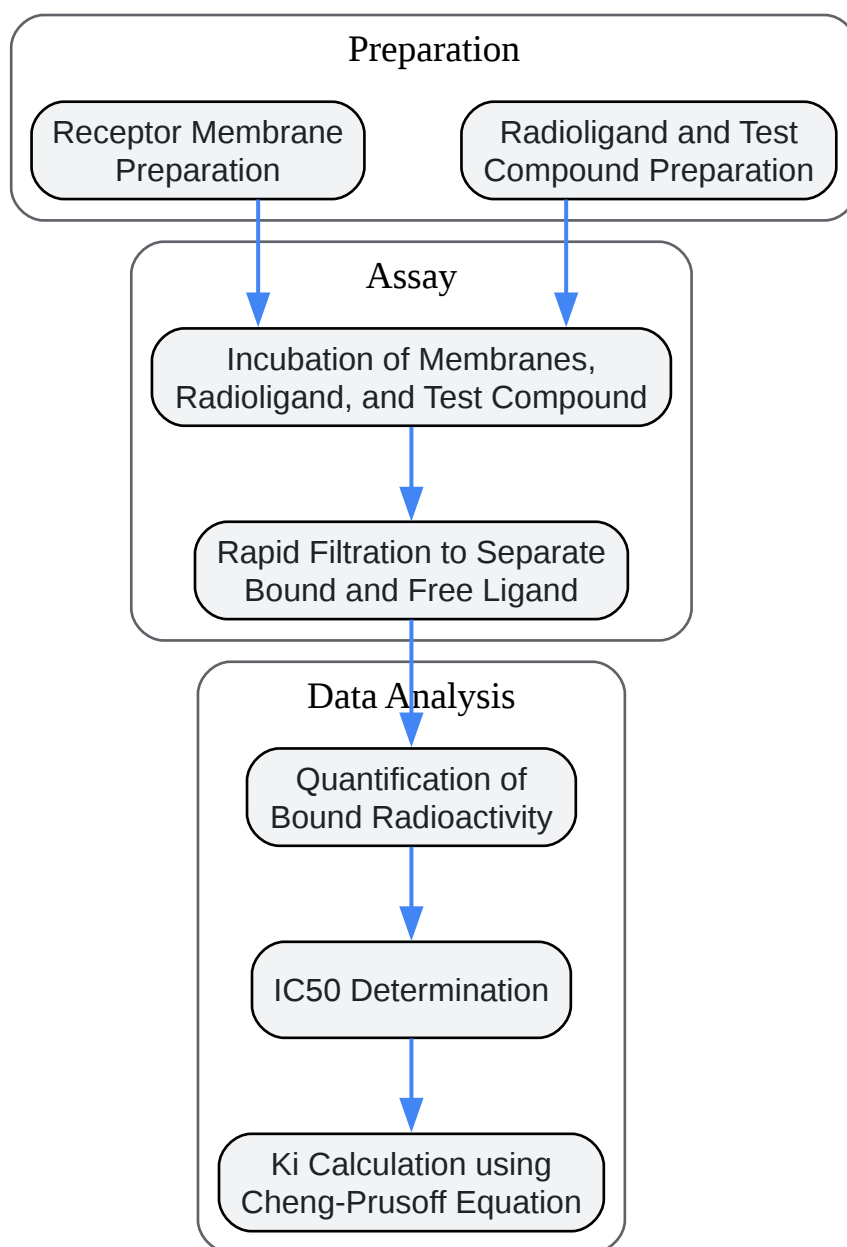 Preparation
Receptor Membrane
Preparation
Radioligand and Test
Compound Preparation
Assay
Incubation of Membranes,
Radioligand, and Test Compound
Rapid Filtration to Separate
Bound and Free Ligand
Data Analysis
Quantification of
Bound Radioactivity
IC50 Determination
Ki Calculation using
Cheng-Prusoff Equation